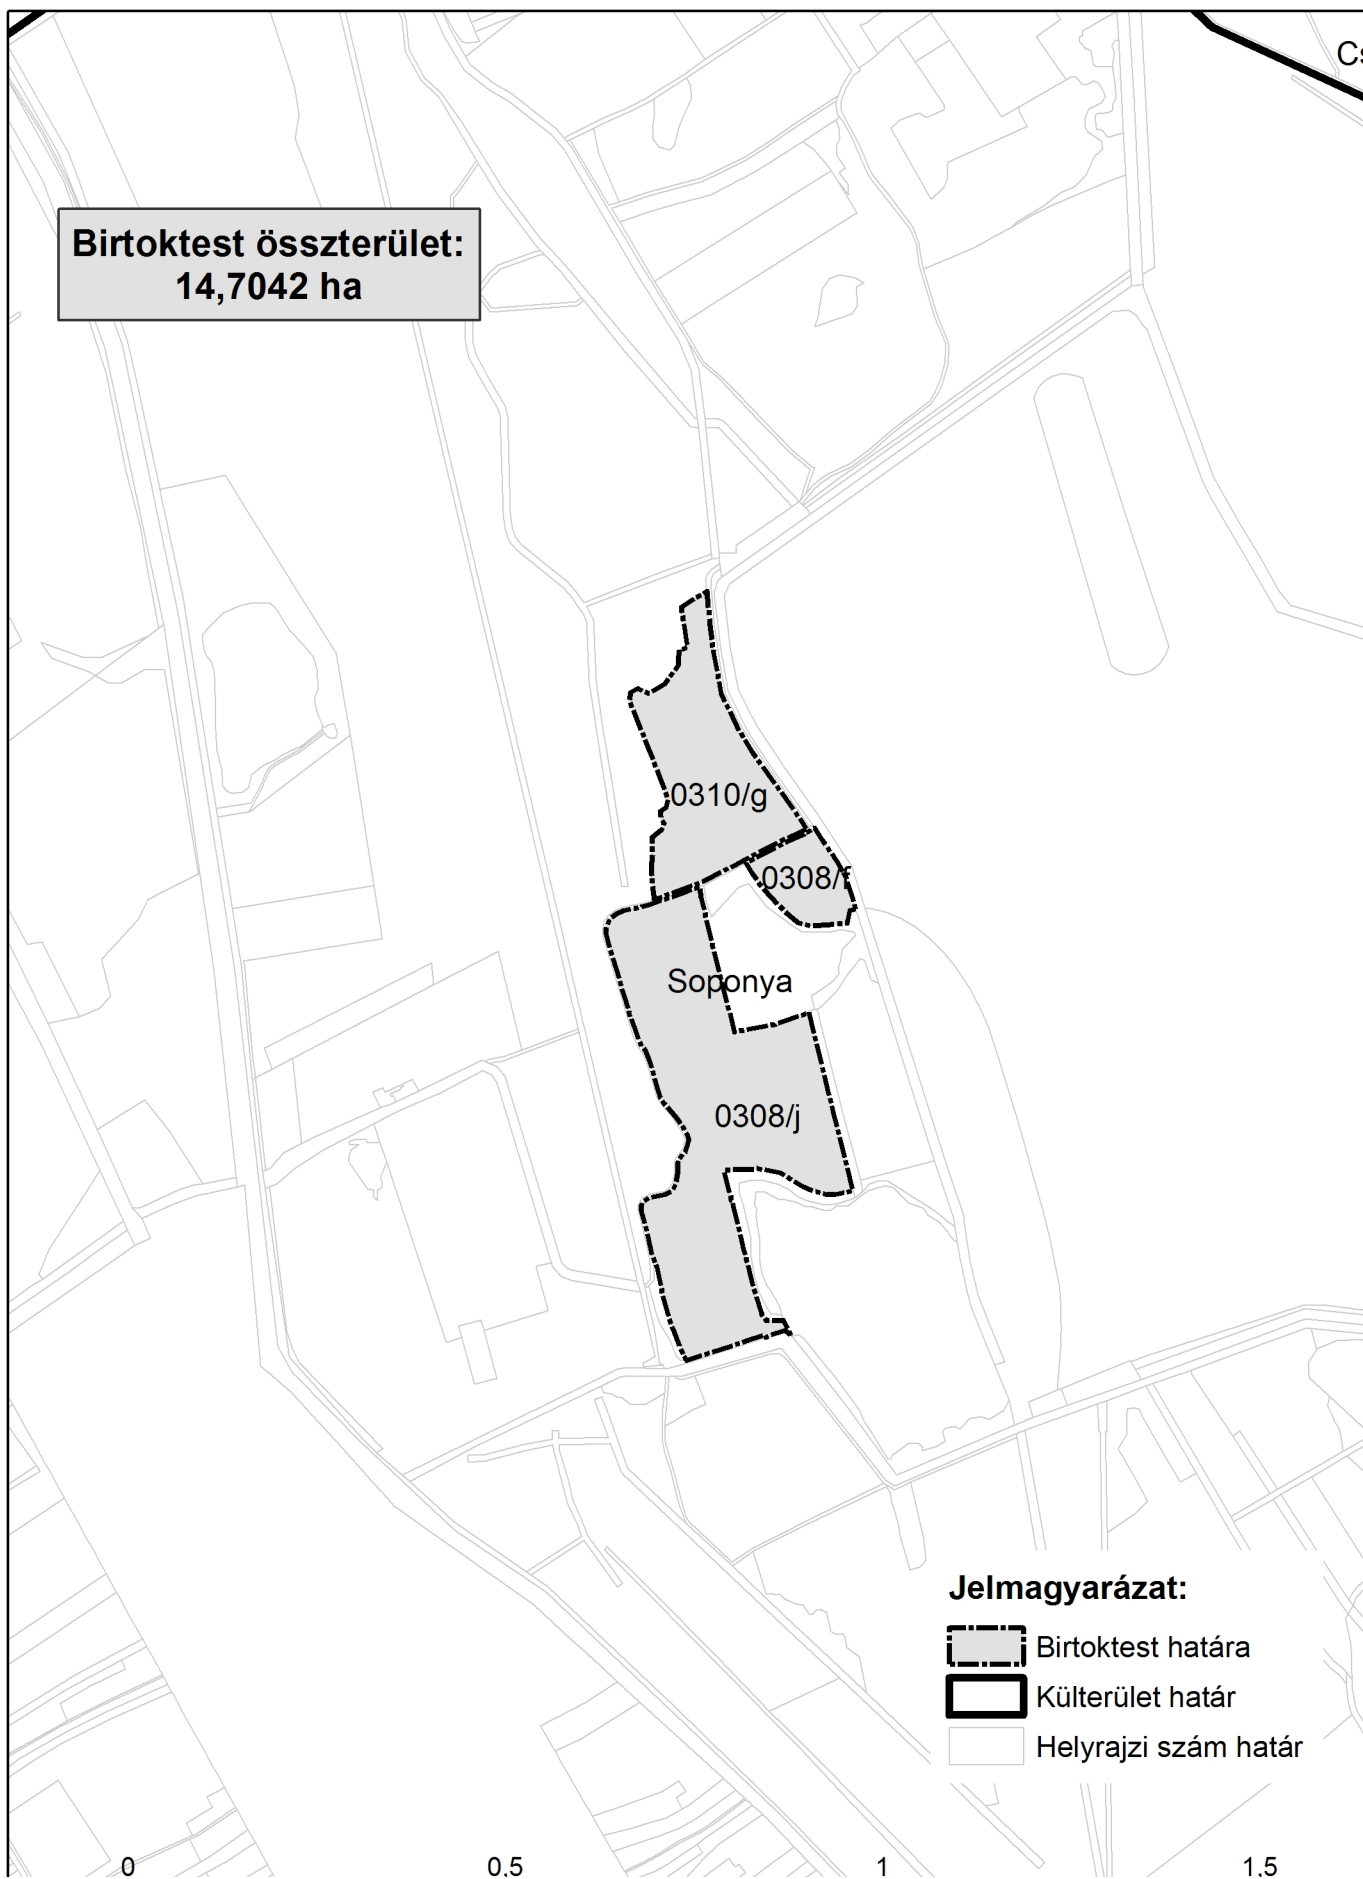 Cs
Birtoktest összterület:
14,7042 ha
0310/g
0308/f
Soponya
0308/j
Jelmagyarázat:
Birtoktest határa
Külterület határ
Helyrajzi szám határ
0 0,5 1 1,5